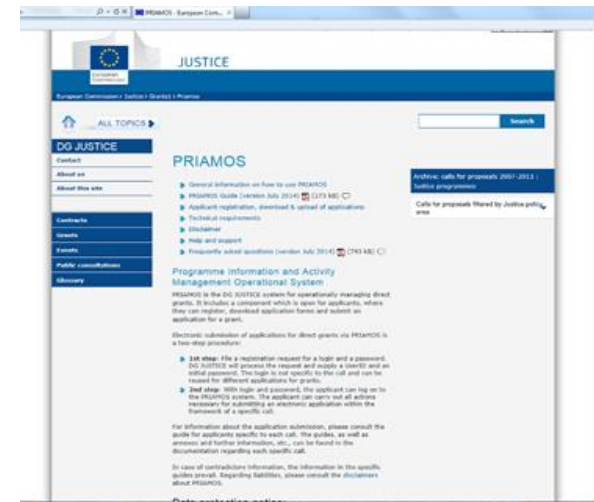 PRIAMOS - European Com...
JUSTICE
European
Commission
European Commission > Justice > Grants > Priamos
ALL TOPICS
Search
DG JUSTICE
Contact
About us
About this site
Contracts
Grants
Events
Public consultations
Glossary
PRIAMOS
General information on how to use PRIAMOS
PRIAMOS Guide (version July 2014) (173 kB)
Applicant registration, download & upload of applications
Technical requirements
Disclaimer
Help and support
Frequently asked questions (version July 2014) (743 kB)
Archive: calls for proposals 2007-2013 :
Justice programmes
Calls for proposals filtered by Justice policy
area
Programme Information and Activity
Management Operational System
PRIAMOS is the DG JUSTICE system for operationally managing direct
grants. It includes a component which is open for applicants, where
they can register, download application forms and submit an
application for a grant.
Electronic submission of applications for direct grants via PRIAMOS is
a two-step procedure:
1st step: File a registration request for a login and a password.
DG JUSTICE will process the request and supply a UserID and an
initial password. The login is not specific to the call and can be
reused for different applications for grants.
2nd step: With login and password, the applicant can log on to
the PRIAMOS system. The applicant can carry out all actions
necessary for submitting an electronic application within the
framework of a specific call.
For information about the application submission, please consult the
guide for applicants specific to each call. The guides, as well as
annexes and further information, etc., can be found in the
documentation regarding each specific call.
In case of contradictory information, the information in the specific
guides prevail. Regarding liabilities, please consult the disclaimers
about PRIAMOS.
Data protection notice: